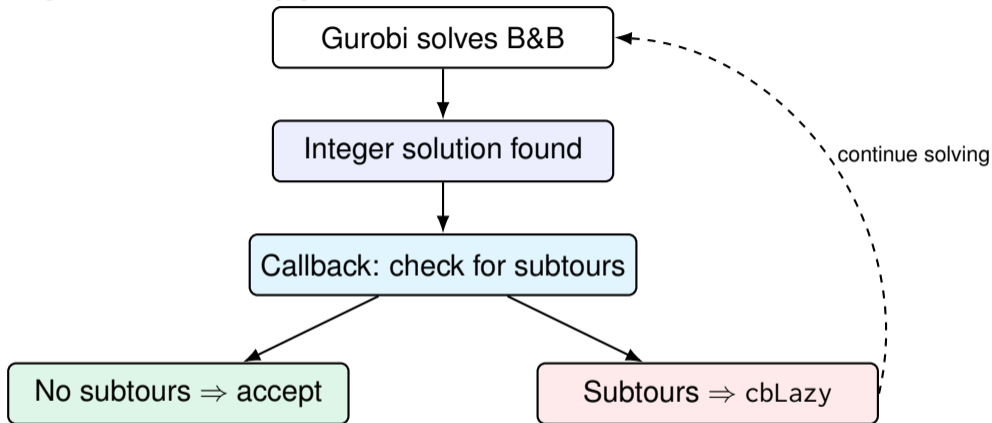 Gurobi solves B&B
Integer solution found
continue solving
Callback: check for subtours
No subtours ⇒ accept
Subtours ⇒ cbLazy